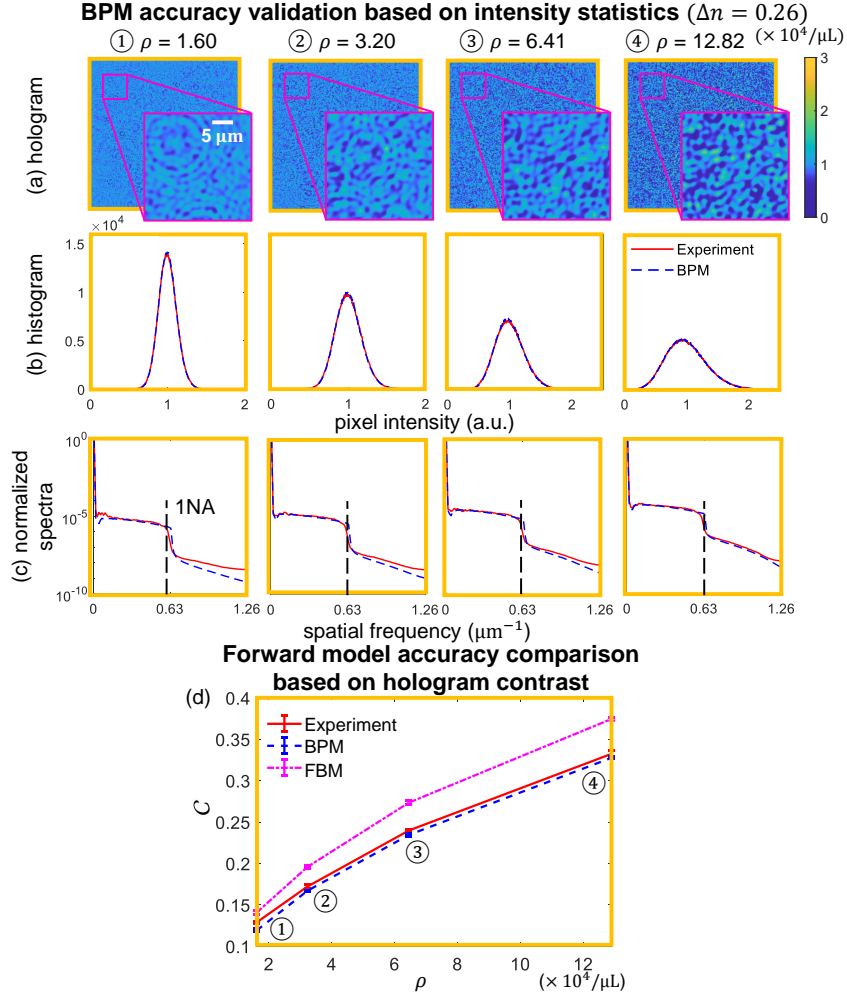 BPM accuracy validation based on intensity statistics (Δn = 0.26)
① ρ = 1.60 ② ρ = 3.20 ③ ρ = 6.41 ④ ρ = 12.82 (× 10⁴/μL)
(a) hologram
5 μm
3
2
1
0
(b) histogram
× 10⁴
1.5
1.0
0.5
0
Experiment
BPM
0 1 2 0 1 2 0 1 2 0 1 2
pixel intensity (a.u.)
(c) normalized spectra
10⁰
10⁻⁵
10⁻¹⁰
1NA
0 0.63 1.26 0 0.63 1.26 0 0.63 1.26 0 0.63 1.26
spatial frequency (μm⁻¹)
Forward model accuracy comparison
based on hologram contrast
(d)
0.4
0.35
0.3
0.25
0.2
0.15
0.1
C
Experiment
BPM
FBM
①
②
③
④
2 4 6 8 10 12
ρ (× 10⁴/μL)